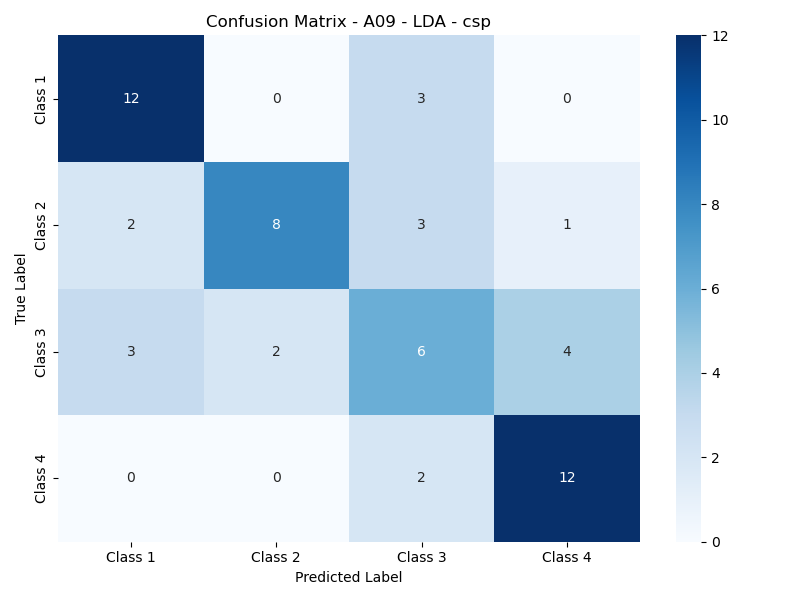 Confusion Matrix - A09 - LDA - csp
True Label
Class 1
12 0 3 0
Class 2
2 8 3 1
Class 3
3 2 6 4
Class 4
0 0 2 12
Class 1 Class 2 Class 3 Class 4
Predicted Label
12
10
8
6
4
2
0